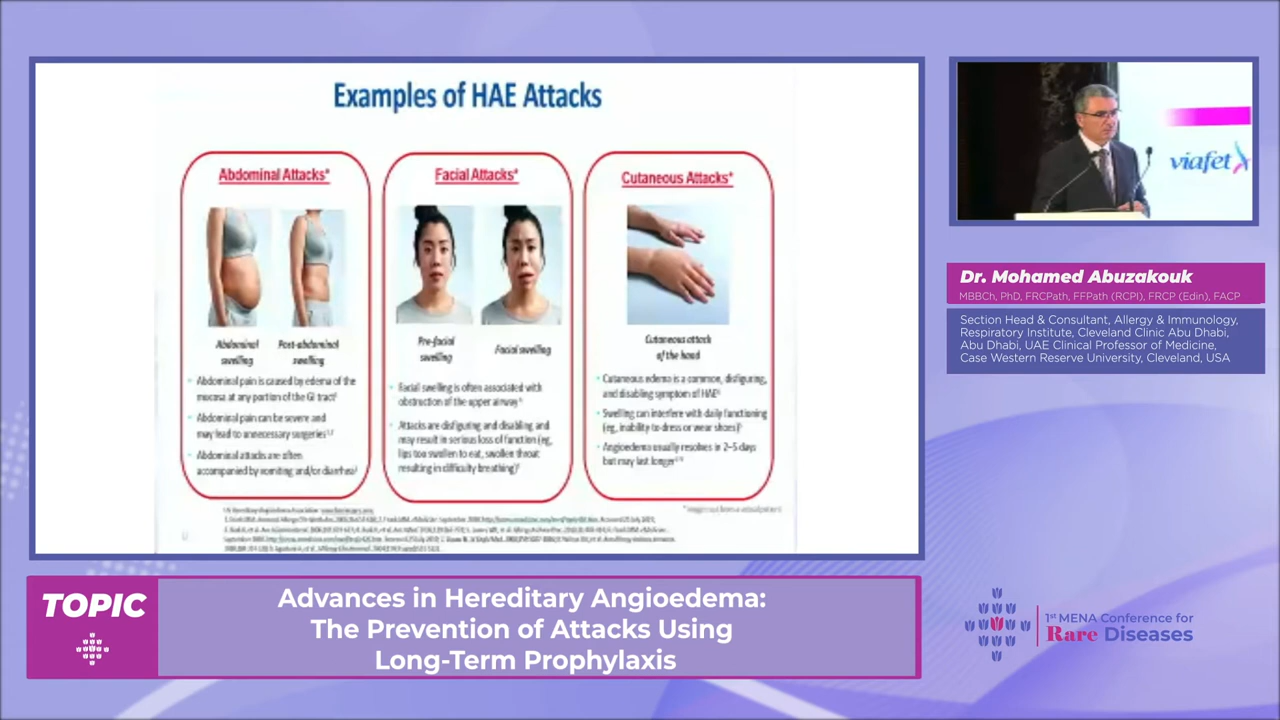 Examples of HAE Attacks
Abdominal Attacks*
Abdominal
swelling
Post-abdominal
swelling
Abdominal pain is caused by edema of the
mucosa at any portion of the GI tract
Abdominal pain can be severe and
may lead to unnecessary surgeries
Abdominal attacks are often
accompanied by vomiting and/or diarrhea
Facial Attacks*
Pre-facial
swelling
Facial swelling
Facial swelling is often associated with
obstruction of the upper airway
Attacks are disfiguring and disabling and
may result in serious loss of function (eg,
lips too swollen to eat, swollen throat
resulting in difficulty breathing)
Cutaneous Attacks*
Cutaneous attack
of the hand
Cutaneous edema is a common, disfiguring,
and disabling symptom of HAE
Swelling can interfere with daily functioning
(eg, inability to dress or wear shoes)
Angioedema usually resolves in 2–5 days
but may last longer
viafet
Dr. Mohamed Abuzakouk
MBBCh, PhD, FRCPath, FFPath (RCPI), FRCP (Edin), FACP
Section Head & Consultant, Allergy & Immunology,
Respiratory Institute, Cleveland Clinic Abu Dhabi,
Abu Dhabi, UAE Clinical Professor of Medicine,
Case Western Reserve University, Cleveland, USA
TOPIC
Advances in Hereditary Angioedema:
The Prevention of Attacks Using
Long-Term Prophylaxis
1st MENA Conference for
Rare Diseases